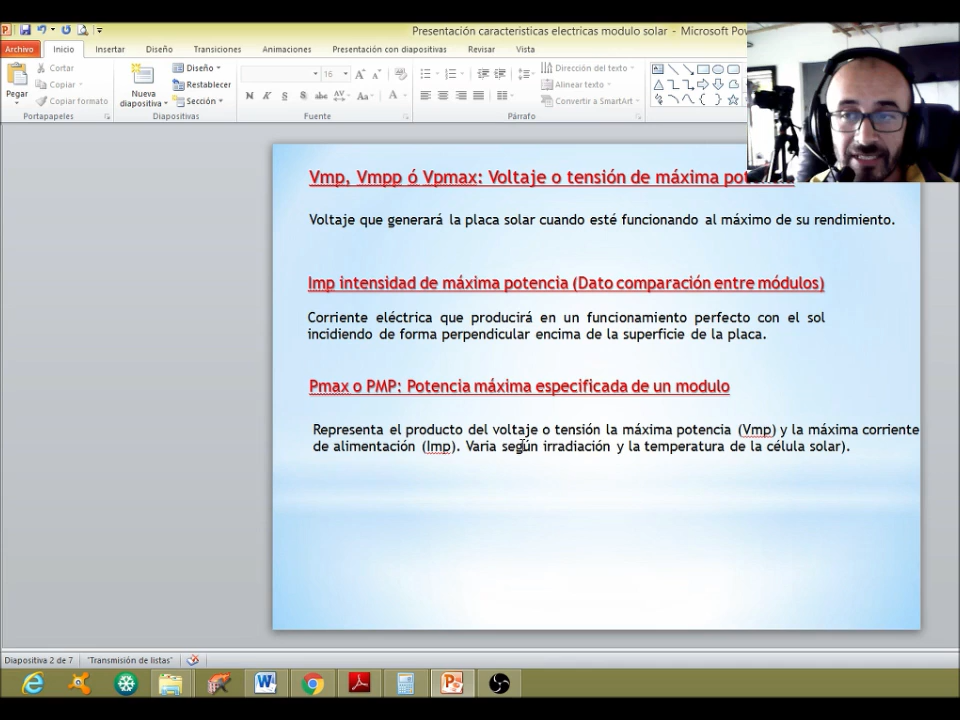 Presentación caracteristicas electricas modulo solar - Microsoft Pow
Archivo Inicio Insertar Diseño Transiciones Animaciones Presentación con diapositivas Revisar Vista
Pegar
Cortar
Copiar
Copiar formato
Portapapeles
Nueva diapositiva
Diseño
Restablecer
Sección
Diapositivas
16
N K S S abc AV Aa A
Fuente
Dirección del texto
Alinear texto
Convertir a SmartArt
Párrafo
Vmp, Vmpp ó Vpmax: Voltaje o tensión de máxima
Voltaje que generará la placa solar cuando esté funcionando al máximo de su rendimiento.
Imp intensidad de máxima potencia (Dato comparación entre módulos)
Corriente eléctrica que producirá en un funcionamiento perfecto con el sol
incidiendo de forma perpendicular encima de la superficie de la placa.
Pmax o PMP: Potencia máxima especificada de un modulo
Representa el producto del voltaje o tensión la máxima potencia (Vmp) y la máxima corriente
de alimentación (Imp). Varia según irradiación y la temperatura de la célula solar).
Diapositiva 2 de 7 "Transmisión de listas"